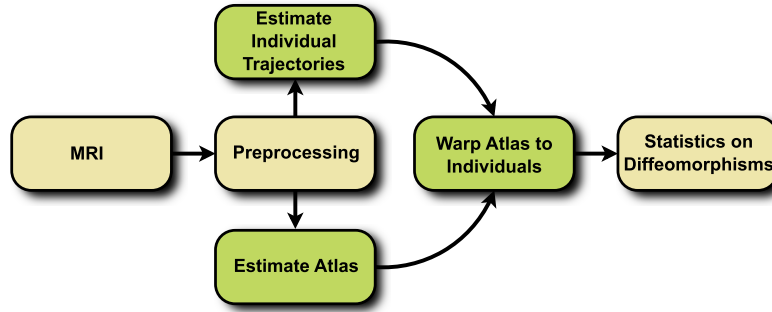 Estimate
Individual
Trajectories
MRI
Preprocessing
Warp Atlas to
Individuals
Statistics on
Diffeomorphisms
Estimate Atlas